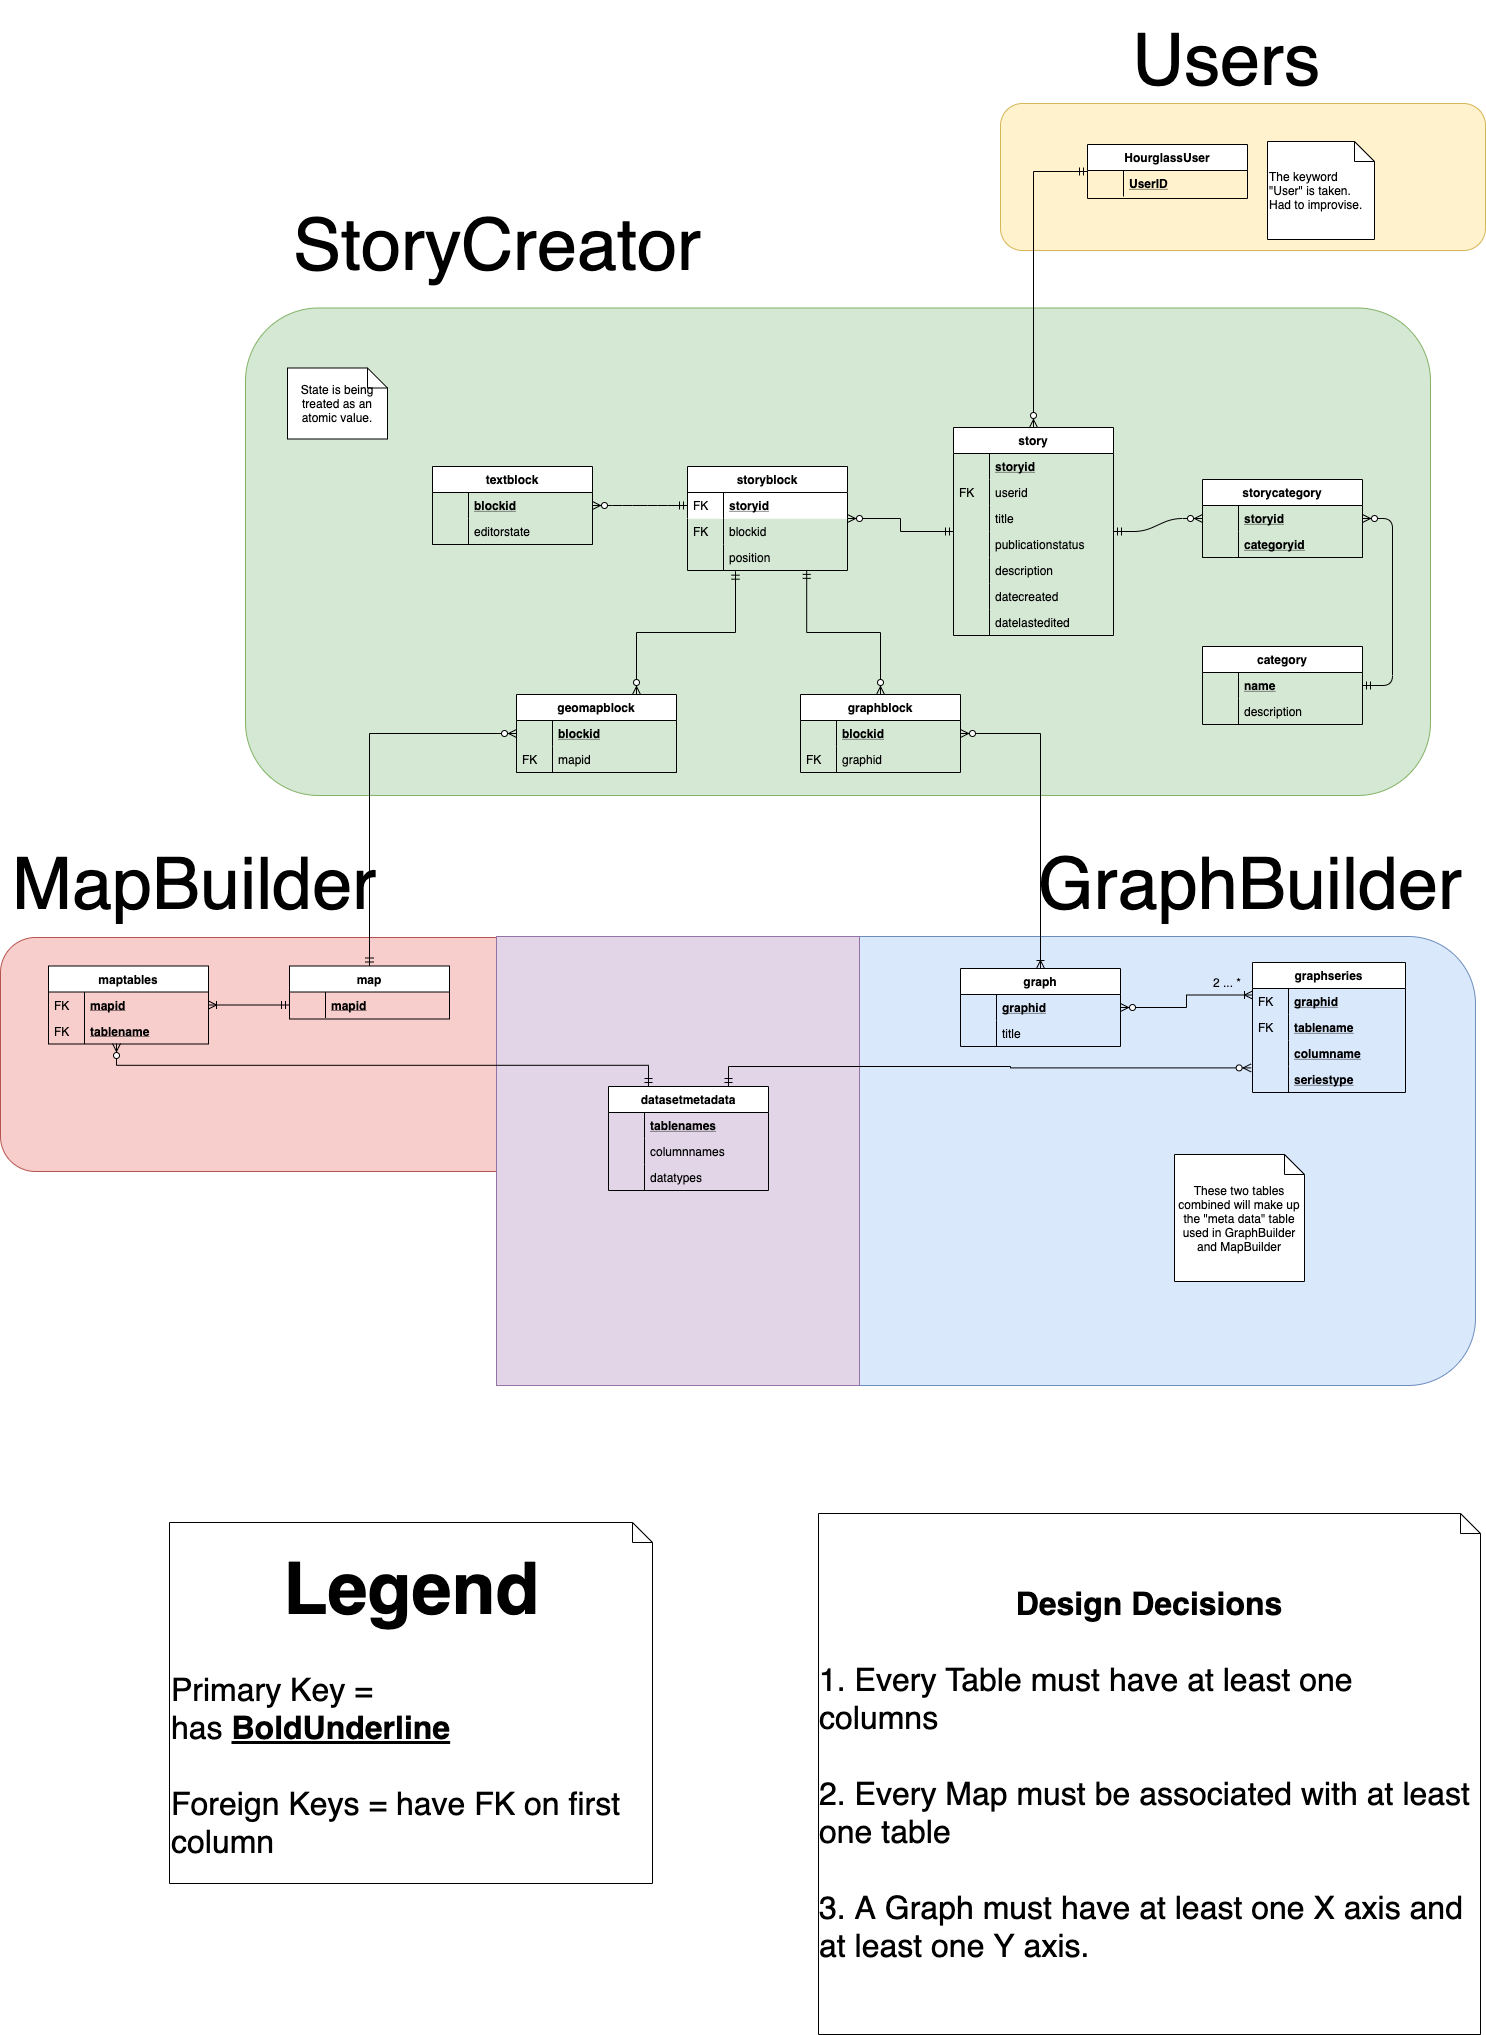 Users
HourglassUser
UserID
The keyword
"User" is taken.
Had to improvise.
StoryCreator
State is being
treated as an
atomic value.
textblock
blockid
editorstate
storyblock
FK storyid
FK blockid
position
story
storyid
FK userid
title
publicationstatus
description
datecreated
datelastedited
storycategory
storyid
categoryid
category
name
description
geomapblock
blockid
FK mapid
graphblock
blockid
FK graphid
MapBuilder
GraphBuilder
maptables
FK mapid
FK tablename
map
mapid
graph
graphid
title
2 ... *
graphseries
FK graphid
FK tablename
columname
seriestype
datasetmetadata
tablenames
columnnames
datatypes
These two tables
combined will make up
the "meta data" table
used in GraphBuilder
and MapBuilder
Legend
Primary Key =
has BoldUnderline
Foreign Keys = have FK on first
column
Design Decisions
1. Every Table must have at least one
columns
2. Every Map must be associated with at least
one table
3. A Graph must have at least one X axis and
at least one Y axis.